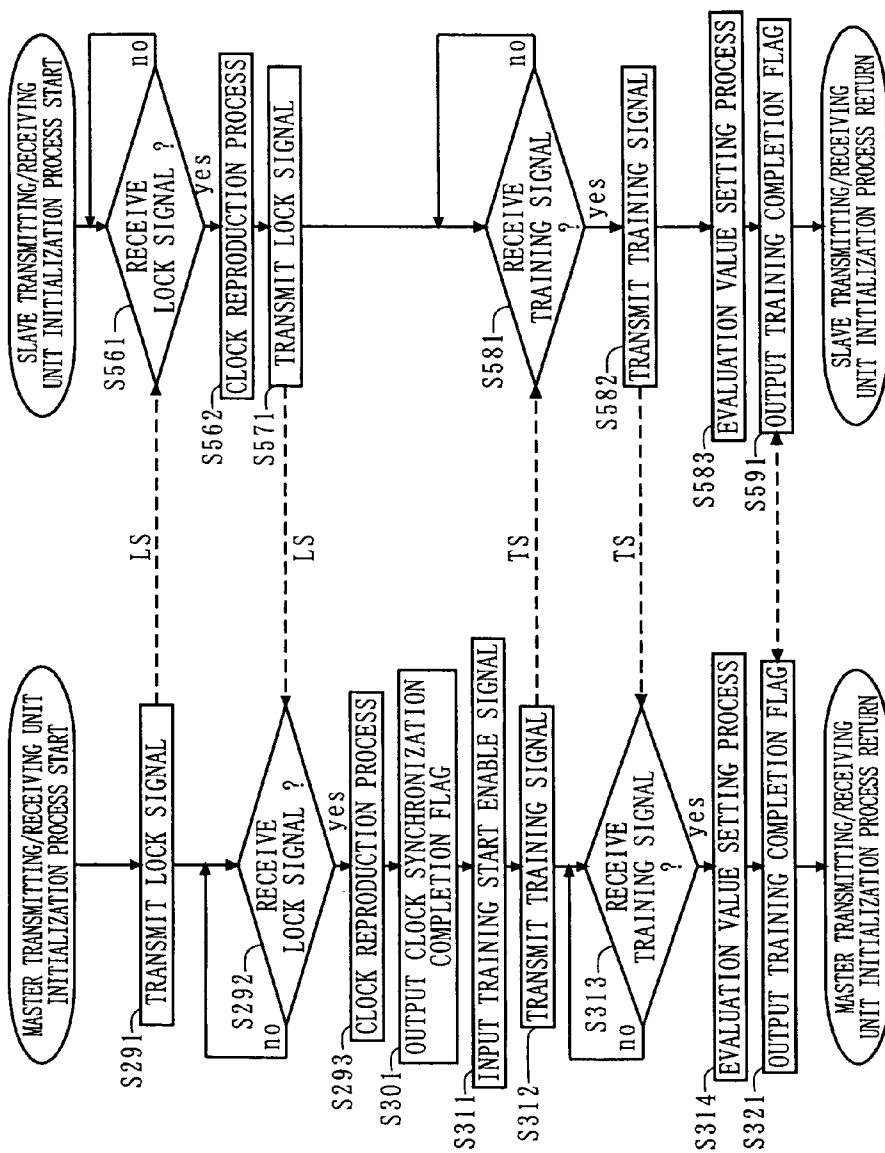 MASTER TRANSMITTING/RECEIVING UNIT
INITIALIZATION PROCESS START
S291
TRANSMIT LOCK SIGNAL
LS
S292
RECEIVE
LOCK SIGNAL ?
no
yes
LS
S293
CLOCK REPRODUCTION PROCESS
S301
OUTPUT CLOCK SYNCHRONIZATION
COMPLETION FLAG
S311
INPUT TRAINING START ENABLE SIGNAL
S312
TRANSMIT TRAINING SIGNAL
TS
S313
RECEIVE
TRAINING SIGNAL
?
no
yes
TS
S314
EVALUATION VALUE SETTING PROCESS
S321
OUTPUT TRAINING COMPLETION FLAG
MASTER TRANSMITTING/RECEIVING
UNIT INITIALIZATION PROCESS RETURN
SLAVE TRANSMITTING/RECEIVING
UNIT INITIALIZATION PROCESS START
S561
RECEIVE
LOCK SIGNAL ?
no
yes
S562
CLOCK REPRODUCTION PROCESS
S571
TRANSMIT LOCK SIGNAL
S581
RECEIVE
TRAINING SIGNAL
?
no
yes
S582
TRANSMIT TRAINING SIGNAL
S583
EVALUATION VALUE SETTING PROCESS
S591
OUTPUT TRAINING COMPLETION FLAG
SLAVE TRANSMITTING/RECEIVING
UNIT INITIALIZATION PROCESS RETURN